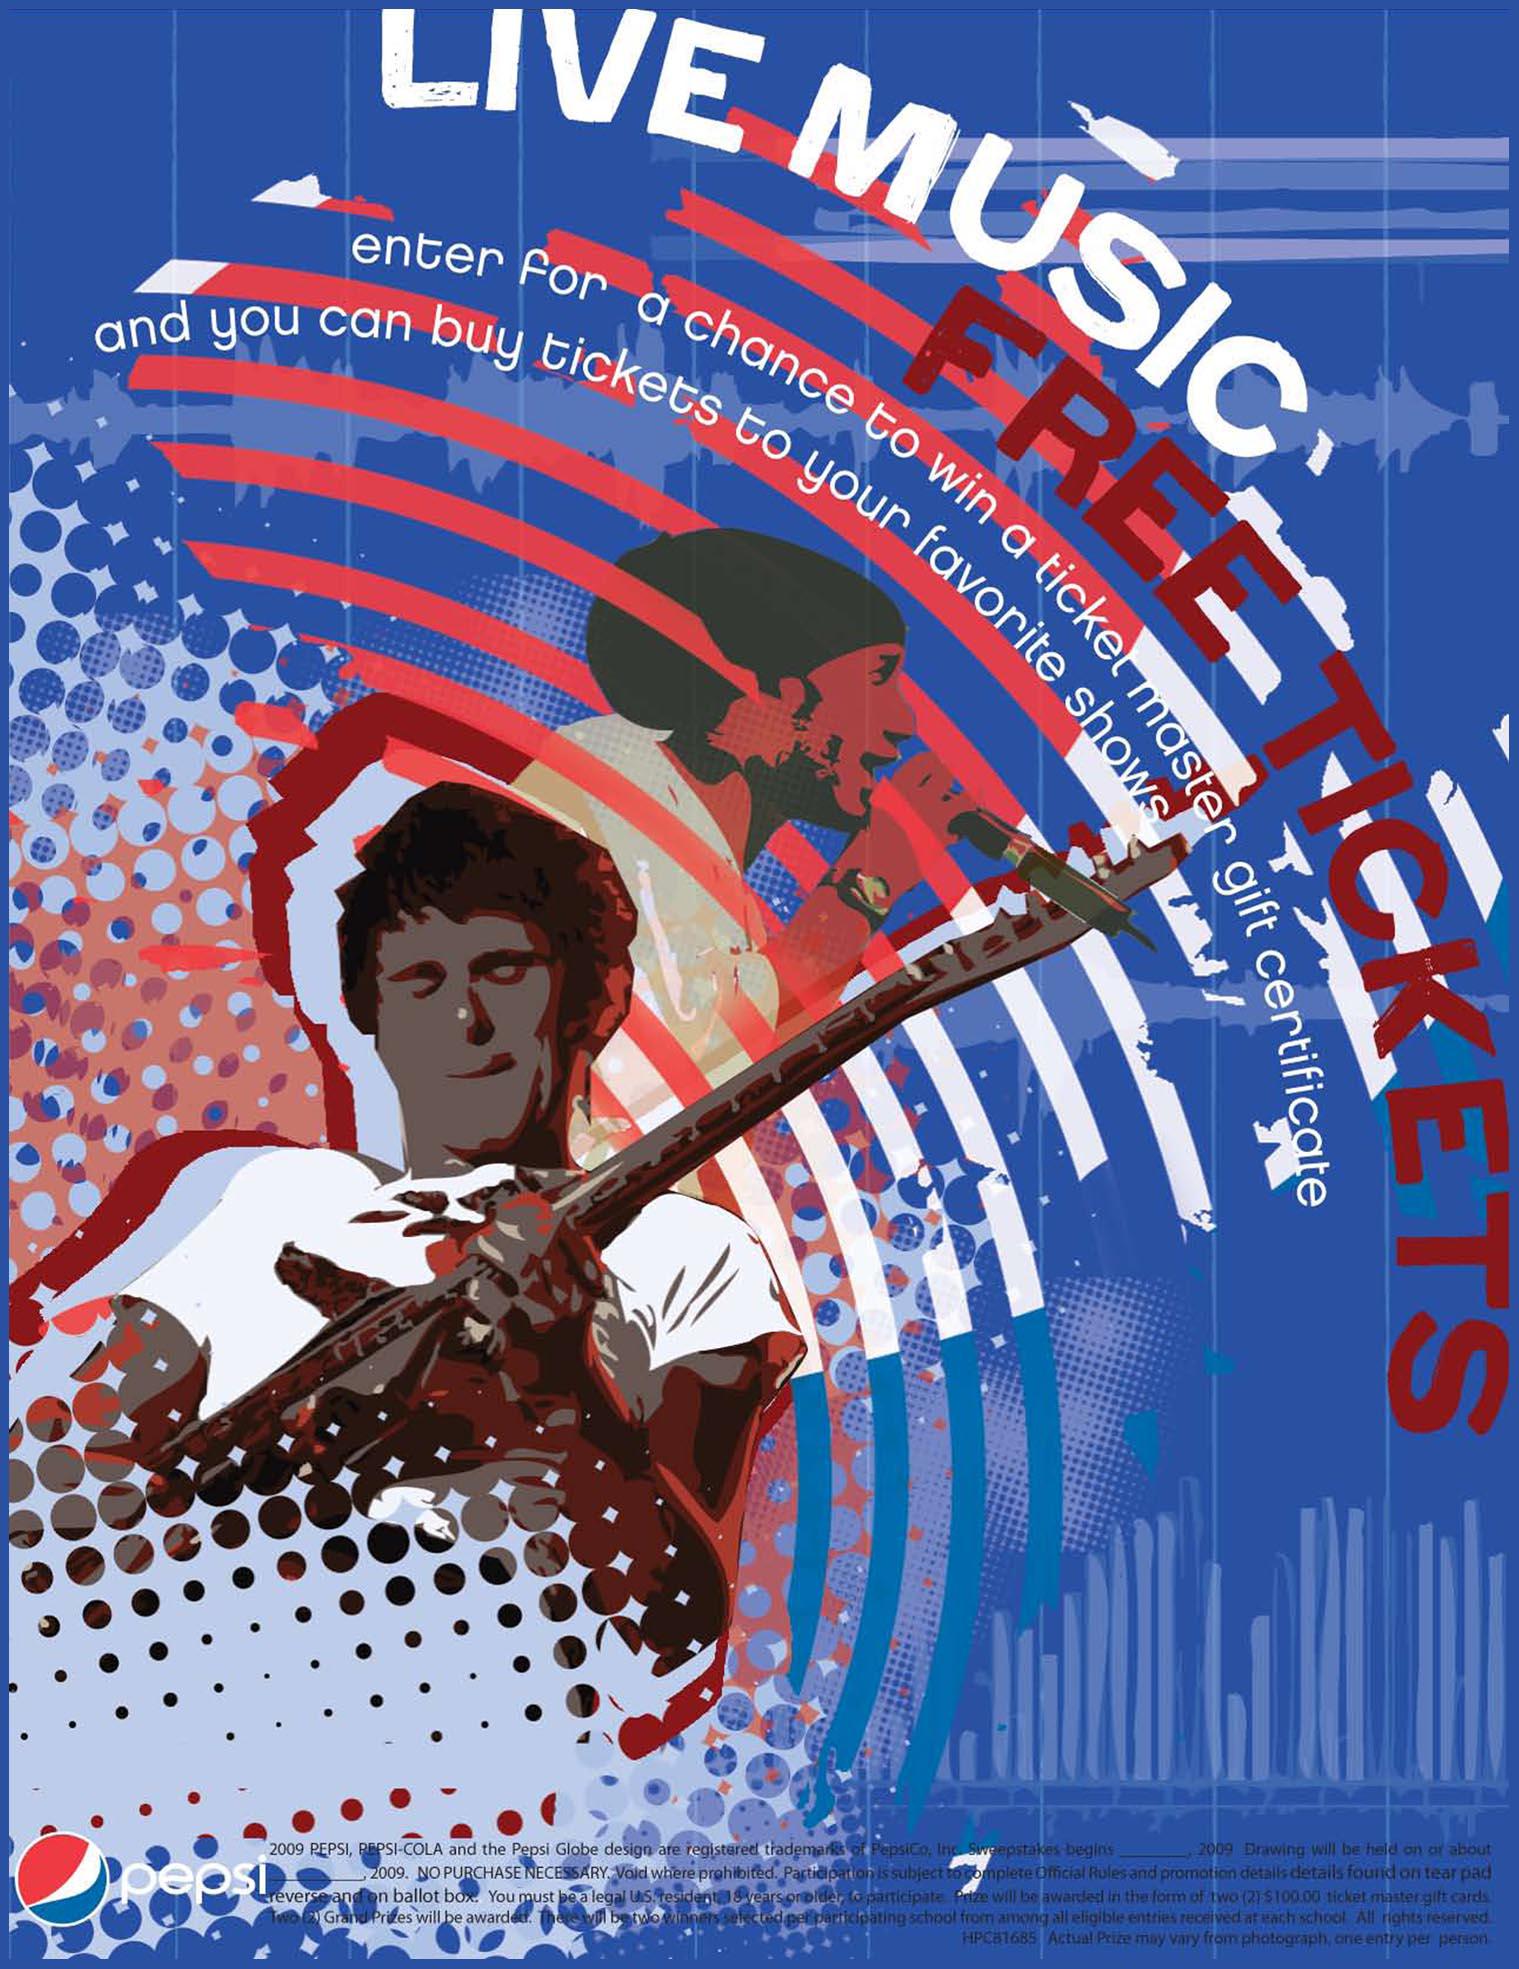 LIVE MUSIC
FREE TICKETS
enter for a chance to win a ticket master gift certificate
and you can buy tickets to your favorite shows
pepsi
2009 PEPSI, PEPSI-COLA and the Pepsi Globe design are registered trademarks of PepsiCo, Inc. Sweepstakes begins ________, 2009 Drawing will be held on or about
___________, 2009. NO PURCHASE NECESSARY. Void where prohibited. Participation is subject to complete Official Rules and promotion details details found on tear pad
reverse and on ballot box. You must be a legal U.S. resident, 18 years or older, to participate. Prize will be awarded in the form of two (2) $100.00 ticket master gift cards.
Two (2) Grand Prizes will be awarded. There will be two winners selected per participating school from among all eligible entries received at each school. All rights reserved.
HPC81685 Actual Prize may vary from photograph, one entry per person.